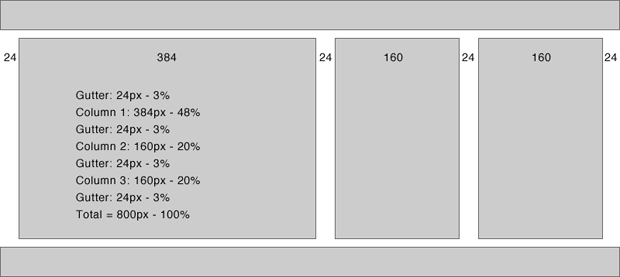 24 384 24 160 24 160 24
Gutter: 24px - 3%
Column 1: 384px - 48%
Gutter: 24px - 3%
Column 2: 160px - 20%
Gutter: 24px - 3%
Column 3: 160px - 20%
Gutter: 24px - 3%
Total = 800px - 100%